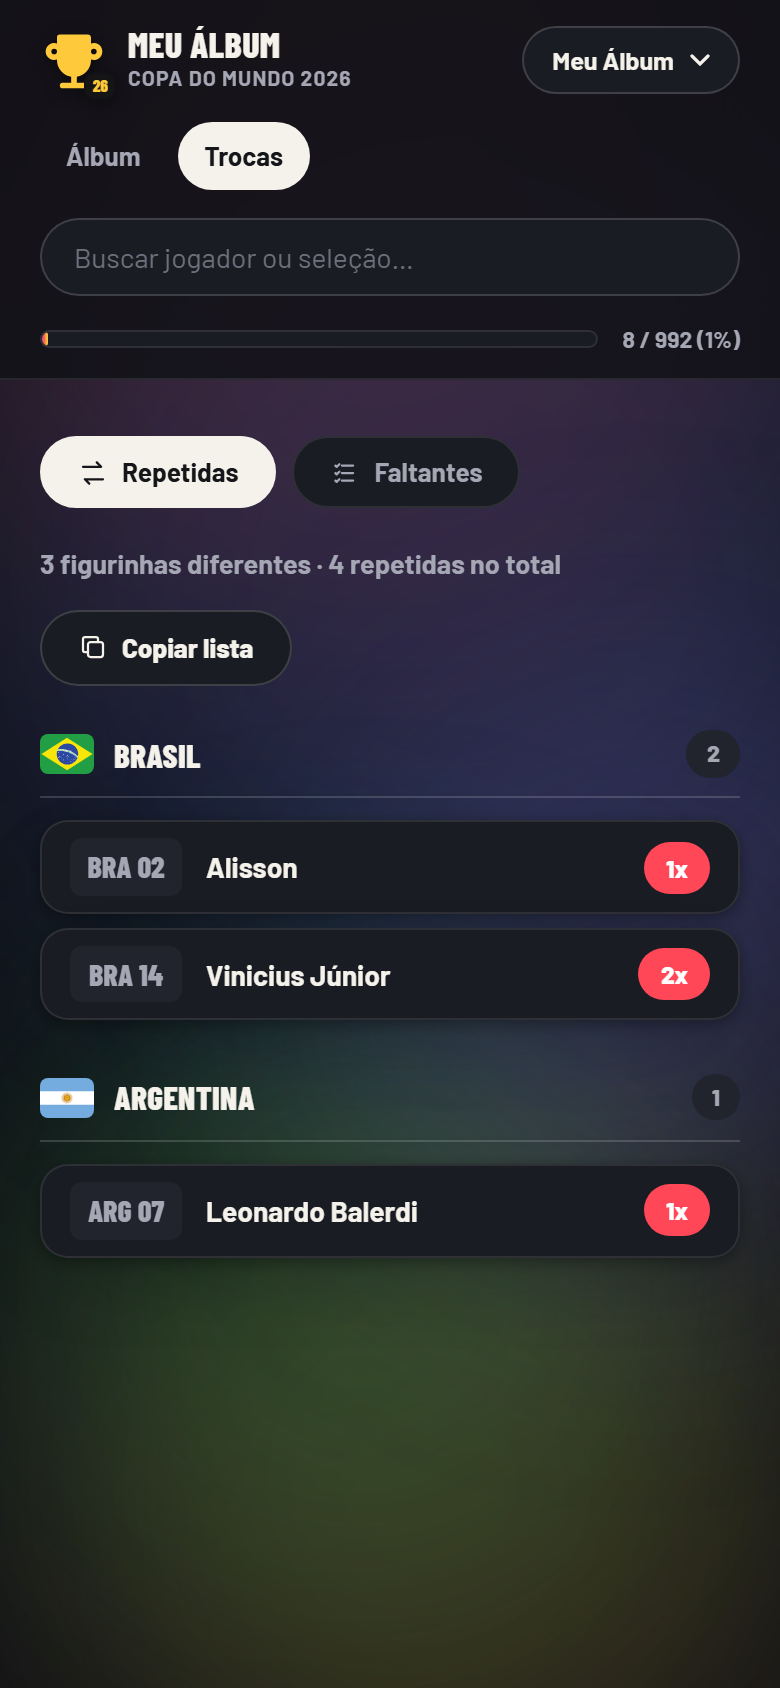 MEU ÁLBUM
COPA DO MUNDO 2026
26
Meu Álbum
Álbum
Trocas
Buscar jogador ou seleção...
8 / 992 (1%)
Repetidas
Faltantes
3 figurinhas diferentes · 4 repetidas no total
Copiar lista
BRASIL
2
BRA 02
Alisson
1x
BRA 14
Vinicius Júnior
2x
ARGENTINA
1
ARG 07
Leonardo Balerdi
1x